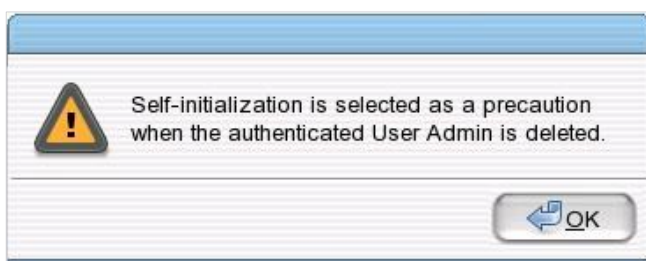 Self-initialization is selected as a precaution
when the authenticated User Admin is deleted.
OK